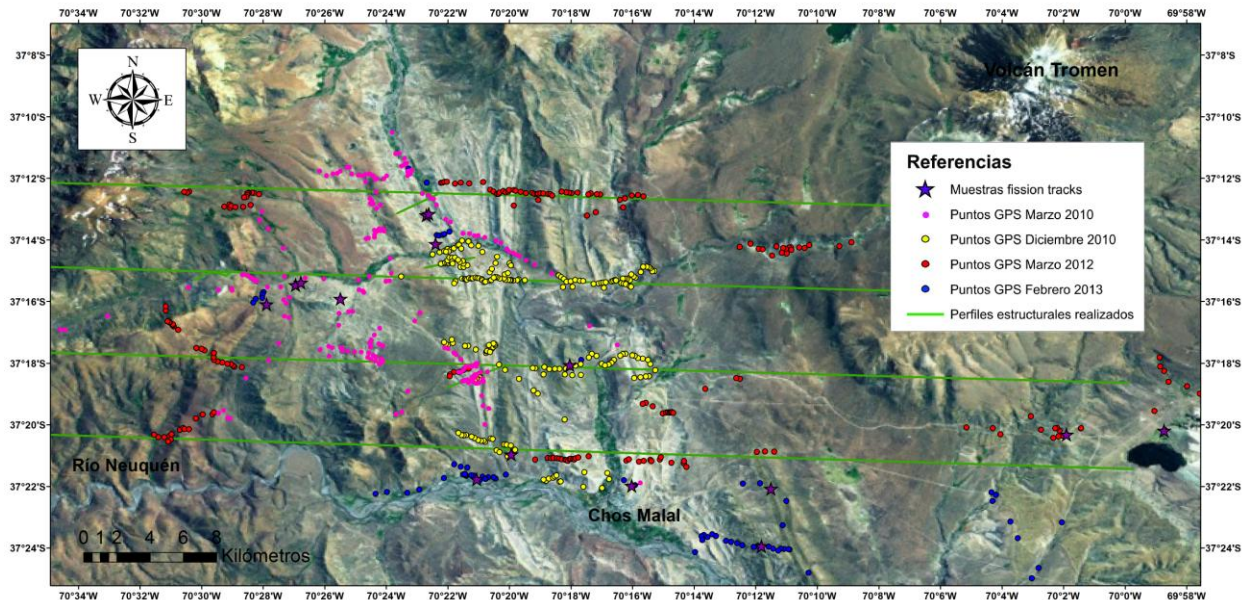 70°34'W 70°32'W 70°30'W 70°28'W 70°26'W 70°24'W 70°22'W 70°20'W 70°18'W 70°16'W 70°14'W 70°12'W 70°10'W 70°8'W 70°6'W 70°4'W 70°2'W 70°0'W 69°58'W
N
W E
S
Volcán Tromen
37°8'S 37°8'S
37°10'S 37°10'S
37°12'S 37°12'S
37°14'S 37°14'S
37°16'S 37°16'S
37°18'S 37°18'S
37°20'S 37°20'S
37°22'S 37°22'S
37°24'S 37°24'S
Referencias
Muestras fission tracks
Puntos GPS Marzo 2010
Puntos GPS Diciembre 2010
Puntos GPS Marzo 2012
Puntos GPS Febrero 2013
Perfiles estructurales realizados
Río Neuquén
Chos Malal
0 1 2 4 6 8
Kilómetros
70°34'W 70°32'W 70°30'W 70°28'W 70°26'W 70°24'W 70°22'W 70°20'W 70°18'W 70°16'W 70°14'W 70°12'W 70°10'W 70°8'W 70°6'W 70°4'W 70°2'W 70°0'W 69°58'W